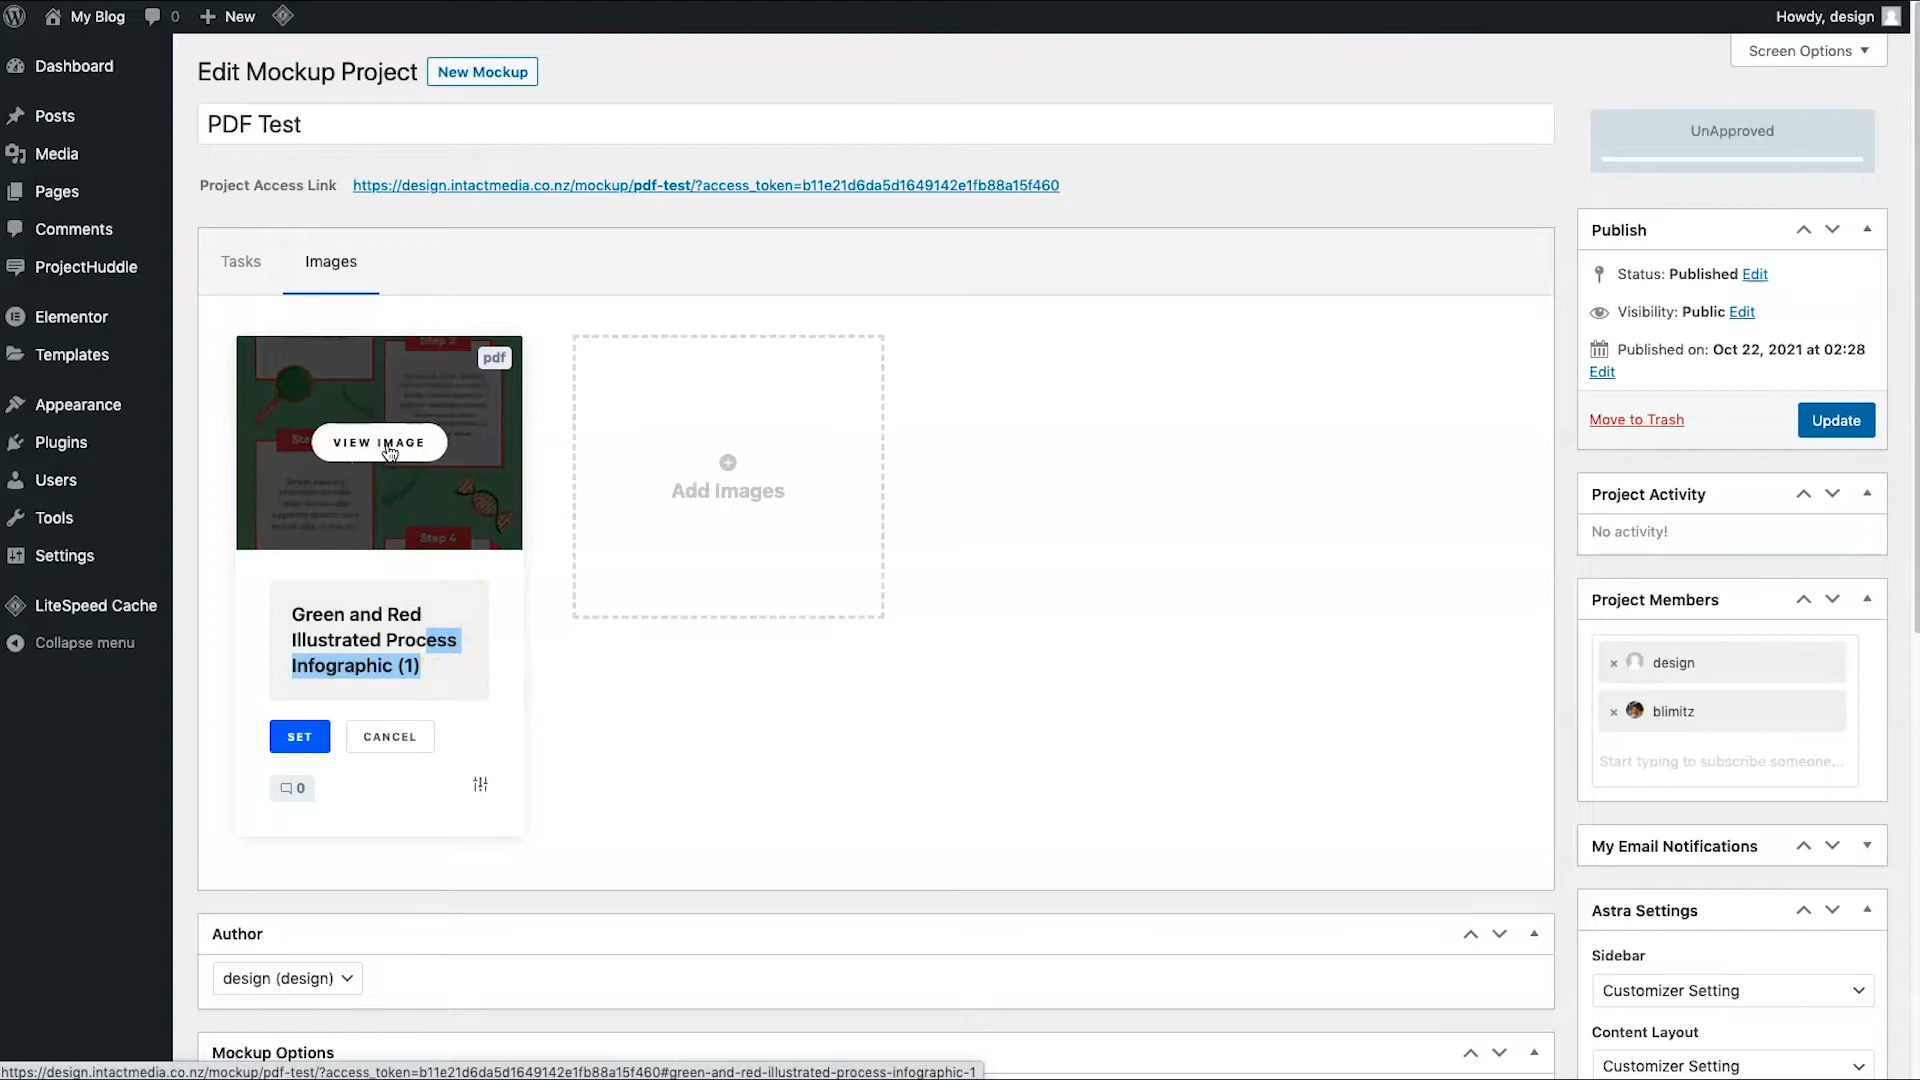 My Blog
0
New
Howdy, design
Dashboard
Posts
Media
Pages
Comments
ProjectHuddle
Elementor
Templates
Appearance
Plugins
Users
Tools
Settings
LiteSpeed Cache
Collapse menu
Screen Options
Edit Mockup Project
New Mockup
PDF Test
Project Access Link
https://design.intactmedia.co.nz/mockup/pdf-test/?access_token=b11e21d6da5d1649142e1fb88a15f460
Tasks
Images
Step 2
pdf
Ste
VIEW IMAGE
Step 4
Green and Red
Illustrated Process
Infographic (1)
SET
CANCEL
0
Add Images
Author
design (design)
Mockup Options
UnApproved
Publish
Status: Published Edit
Visibility: Public Edit
Published on: Oct 22, 2021 at 02:28
Edit
Move to Trash
Update
Project Activity
No activity!
Project Members
× design
× blimitz
Start typing to subscribe someone...
My Email Notifications
Astra Settings
Sidebar
Customizer Setting
Content Layout
Customizer Setting
https://design.intactmedia.co.nz/mockup/pdf-test/?access_token=b11e21d6da5d1649142e1fb88a15f460#green-and-red-illustrated-process-infographic-1